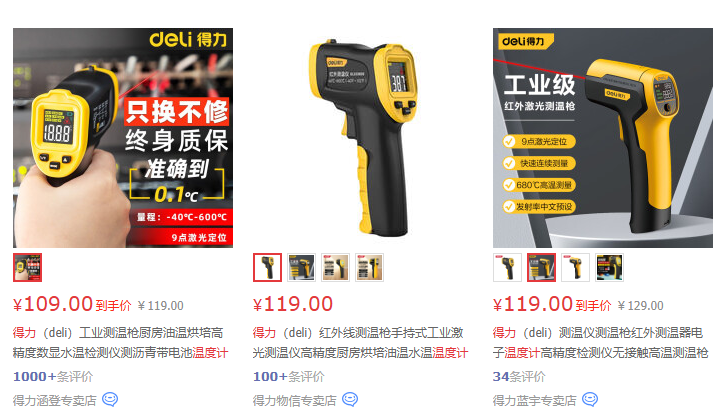 deli 得力
只换不修
终身质保
准确到
0.1℃
量程：-40℃-600℃
9点激光定位
deli得力
工业级
红外激光测温枪
9点激光定位
快速连续测量
680℃高温测量
发射率中文预设
¥109.00 到手价 ¥119.00
得力（deli）工业测温枪厨房油温烘培高
精度数显水温检测仪测沥青带电池温度计
1000+条评价
得力涵登专卖店
¥119.00
得力（deli）红外线测温枪手持式工业激
光测温仪高精度厨房烘培油温水温温度计
100+条评价
得力物信专卖店
¥119.00 到手价 ¥129.00
得力（deli）测温仪测温枪红外测温器电
子温度计高精度检测仪无接触高温测温枪
34条评价
得力蓝宇专卖店